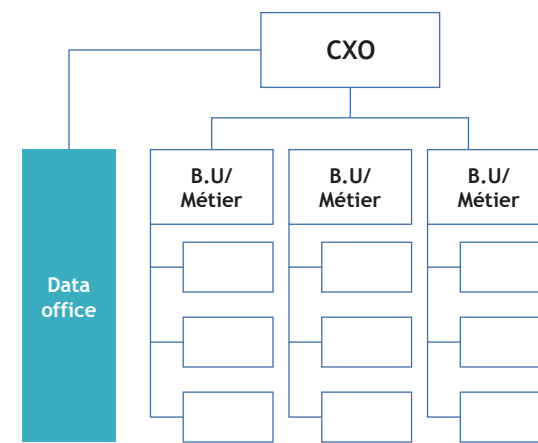 CXO
B.U/
Métier
B.U/
Métier
B.U/
Métier
Data
office